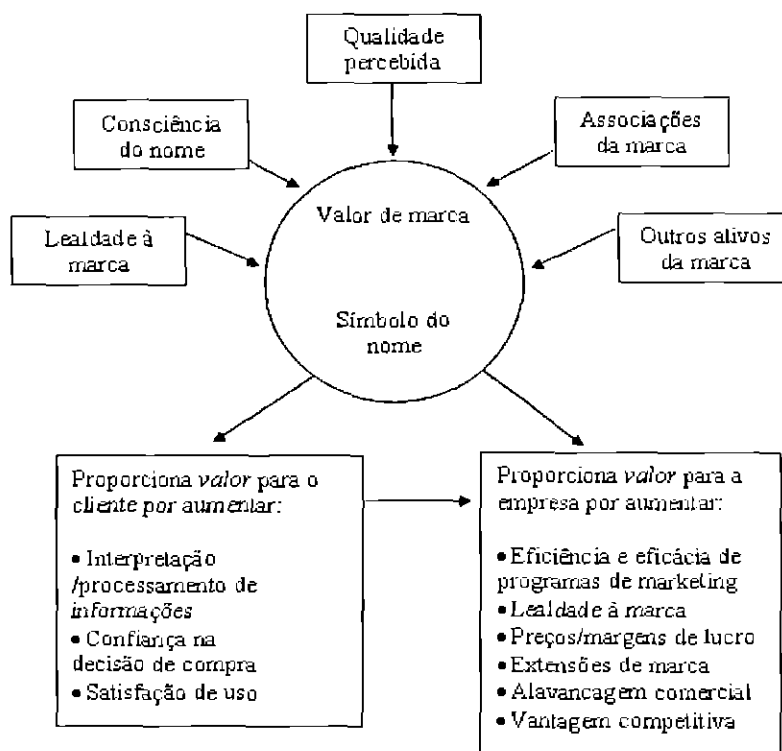 Qualidade
percebida
Consciência
do nome
Associações
da marca
Lealdade à
marca
Valor de marca
Outros ativos
da marca
Símbolo do
nome
Proporciona valor para o
cliente por aumentar:
• Interpretação
/processamento de
informações
• Confiança na
decisão de compra
• Satisfação de uso
Proporciona valor para a
empresa por aumentar:
• Eficiência e eficácia de
programas de marketing
• Lealdade à marca
• Preços/margens de lucro
• Extensões de marca
• Alavancagem comercial
• Vantagem competitiva